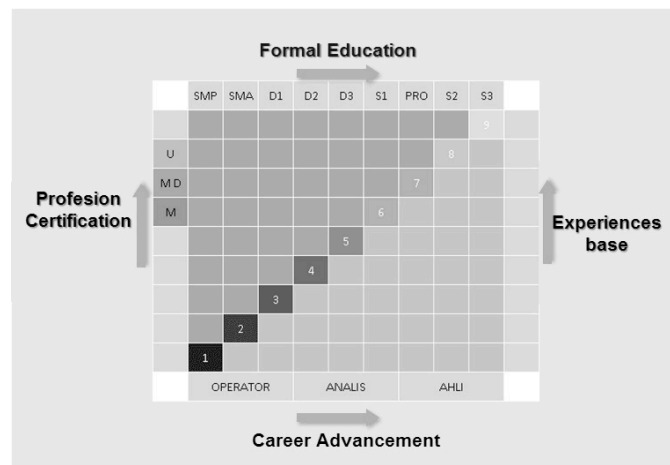 Formal Education
SMP SMA D1 D2 D3 S1 PRO S2 S3
9
U 8
M D 7
Profesion
Certification
M 6
Experiences
base
5
4
3
2
1
OPERATOR ANALIS AHLI
Career Advancement